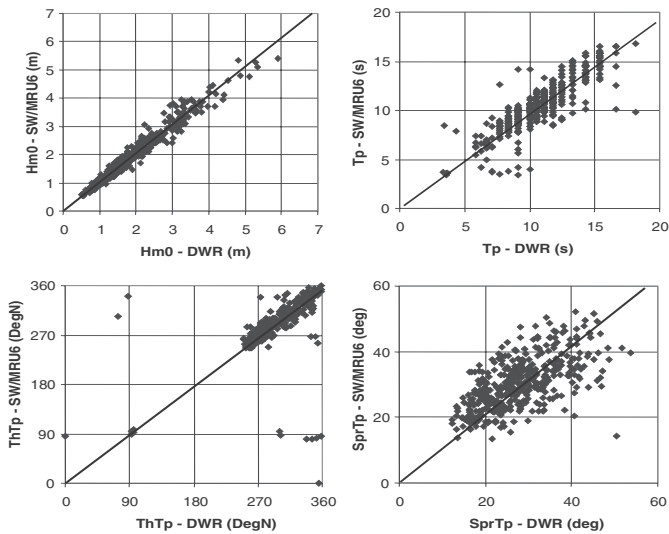 7
6
5
4
3
2
1
0
Hm0 - SW/MRU6 (m)
0 1 2 3 4 5 6 7
Hm0 - DWR (m)
20
15
10
5
0
Tp - SW/MRU6 (s)
0 5 10 15 20
Tp - DWR (s)
360
270
180
90
0
ThTp - SW/MRU6 (DegN)
0 90 180 270 360
ThTp - DWR (DegN)
60
40
20
0
SprTp - SW/MRU6 (deg)
0 20 40 60
SprTp - DWR (deg)